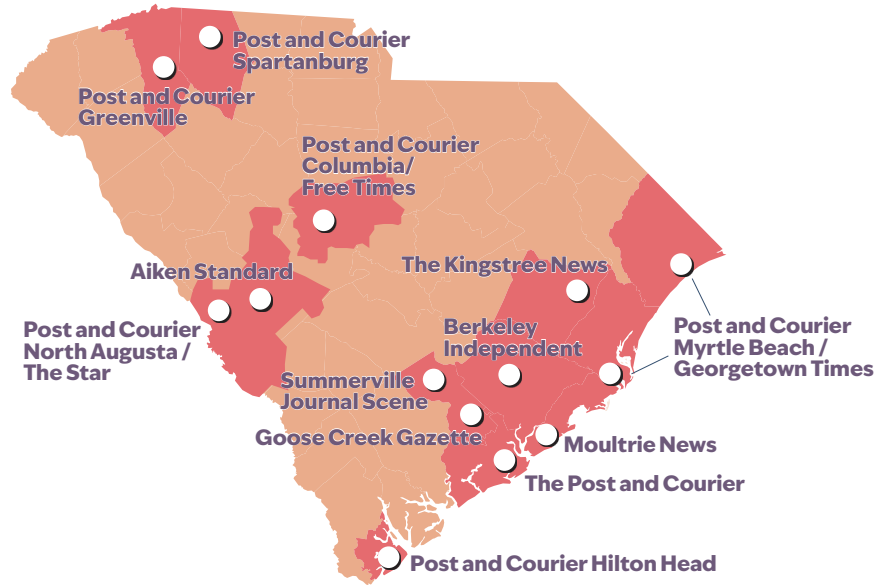 Post and Courier
Spartanburg
Post and Courier
Greenville
Post and Courier
Columbia/
Free Times
Aiken Standard
The Kingstree News
Post and Courier
North Augusta /
The Star
Berkeley
Independent
Post and Courier
Myrtle Beach /
Georgetown Times
Summerville
Journal Scene
Goose Creek Gazette
Moultrie News
The Post and Courier
Post and Courier Hilton Head